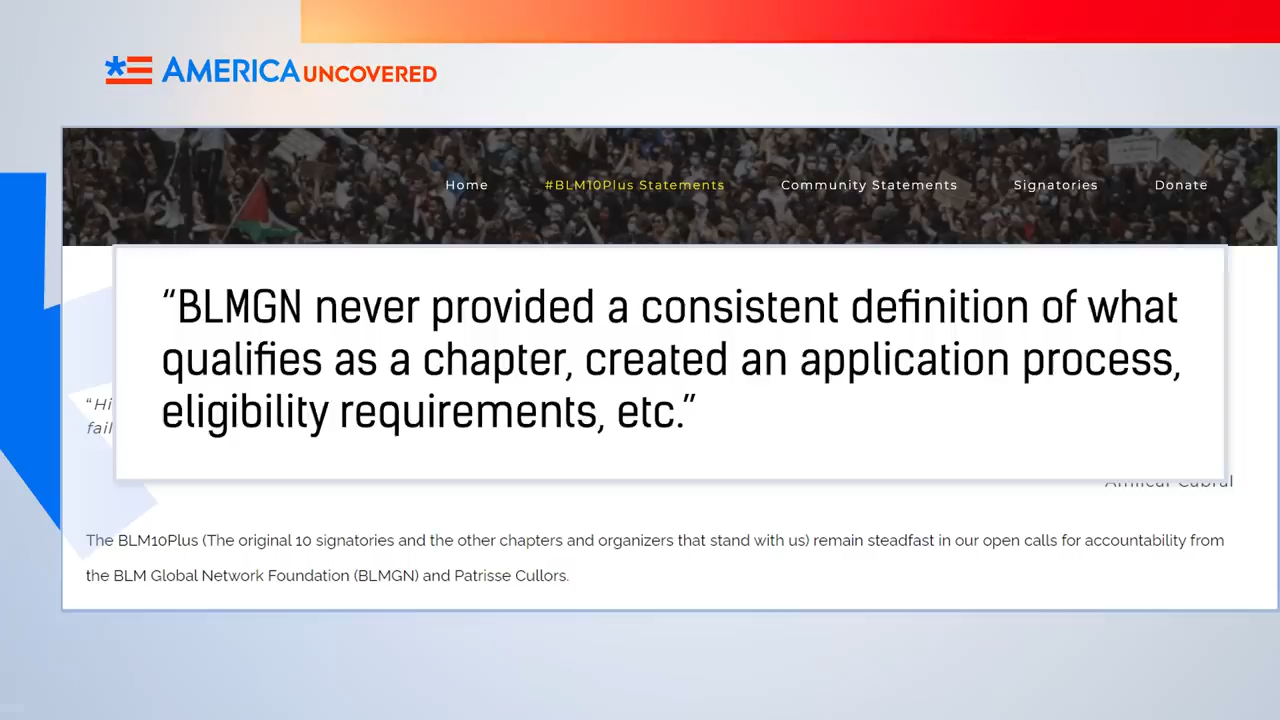 AMERICA UNCOVERED
Home #BLM10Plus Statements Community Statements Signatories Donate
“BLMGN never provided a consistent definition of what
qualifies as a chapter, created an application process,
eligibility requirements, etc.”
“Hi
fail
Amilcar Cabral
The BLM10Plus (The original 10 signatories and the other chapters and organizers that stand with us) remain steadfast in our open calls for accountability from
the BLM Global Network Foundation (BLMGN) and Patrisse Cullors.